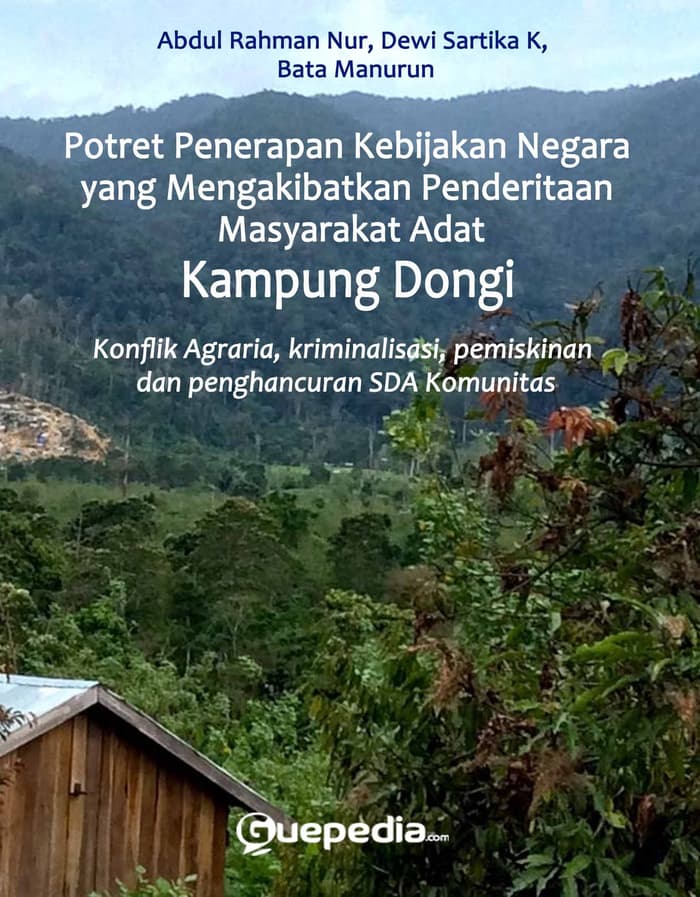 Abdul Rahman Nur, Dewi Sartika K,
Bata Manurun
Potret Penerapan Kebijakan Negara
yang Mengakibatkan Penderitaan
Masyarakat Adat
Kampung Dongi
Konflik Agraria, kriminalisasi, pemiskinan
dan penghancuran SDA Komunitas
Guepedia.com